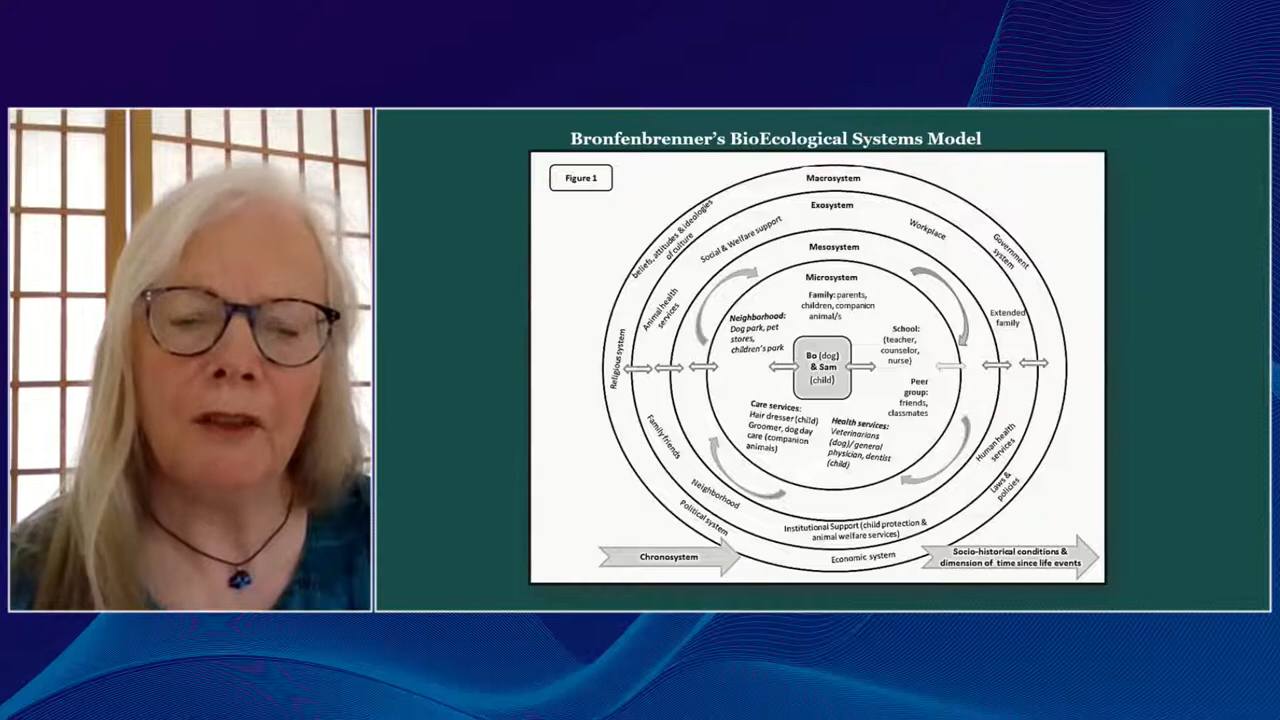 Bronfenbrenner's BioEcological Systems Model
Figure 1
Macrosystem
Exosystem
Mesosystem
Microsystem
beliefs, attitudes & ideologies
of culture
Social & Welfare support
Workplace
Government
system
Animal health
services
Extended
family
Religious system
Family: parents,
children, companion
animal/s
Neighborhood:
Dog park, pet
stores,
children's park
School:
(teacher,
counselor,
nurse)
Bo (dog)
& Sam
(child)
Peer
group:
friends,
classmates
Care services:
Hair dresser (child)
Groomer, dog day
care (companion
animals)
Health services:
Veterinarians
(dog)/ general
physician, dentist
(child)
Family friends
Human health
services
Neighborhood
Laws &
policies
Political system
Institutional Support (child protection &
animal welfare services)
Economic system
Chronosystem
Socio-historical conditions &
dimension of time since life events